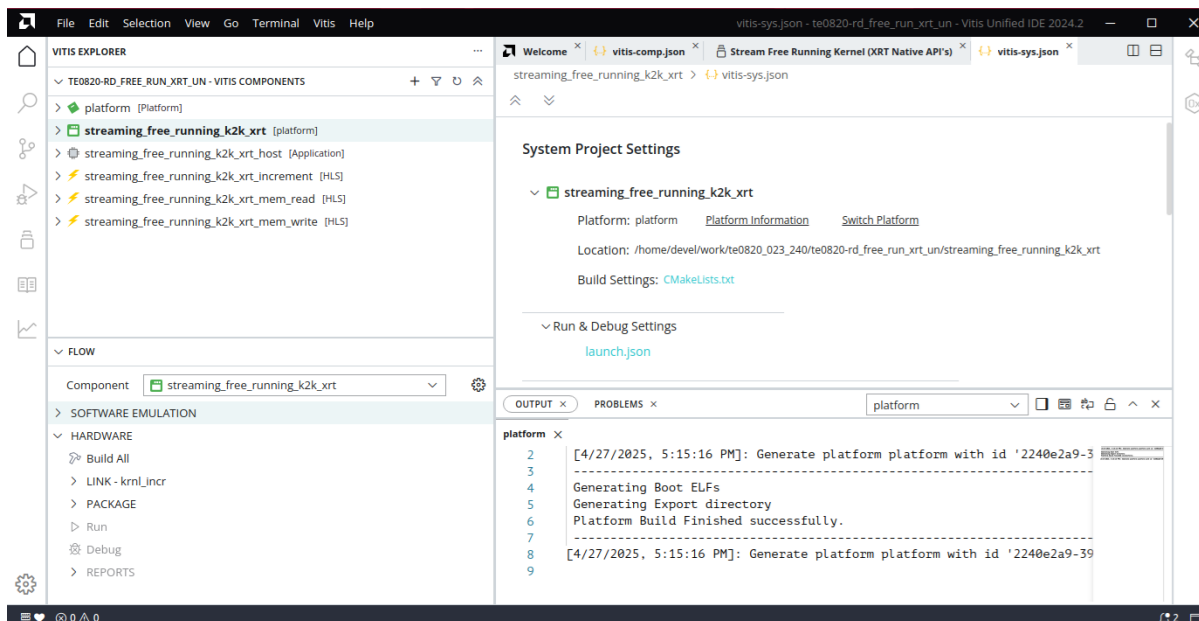 File Edit Selection View Go Terminal Vitis Help
vitis-sys.json - te0820-rd_free_run_xrt_un - Vitis Unified IDE 2024.2
VITIS EXPLORER
TE0820-RD_FREE_RUN_XRT_UN - VITIS COMPONENTS
platform [Platform]
streaming_free_running_k2k_xrt [platform]
streaming_free_running_k2k_xrt_host [Application]
streaming_free_running_k2k_xrt_increment [HLS]
streaming_free_running_k2k_xrt_mem_read [HLS]
streaming_free_running_k2k_xrt_mem_write [HLS]
FLOW
Component streaming_free_running_k2k_xrt
SOFTWARE EMULATION
HARDWARE
Build All
LINK - krnl_incr
PACKAGE
Run
Debug
REPORTS
Welcome vitis-comp.json Stream Free Running Kernel (XRT Native API's) vitis-sys.json
streaming_free_running_k2k_xrt > {..} vitis-sys.json
System Project Settings
streaming_free_running_k2k_xrt
Platform: platform Platform Information Switch Platform
Location: /home/devel/work/te0820_023_240/te0820-rd_free_run_xrt_un/streaming_free_running_k2k_xrt
Build Settings: CMakeLists.txt
Run & Debug Settings
launch.json
OUTPUT PROBLEMS platform
platform
2 [4/27/2025, 5:15:16 PM]: Generate platform platform with id '2240e2a9-3
3 --------------------------------------------------------------------
4 Generating Boot ELFs
5 Generating Export directory
6 Platform Build Finished successfully.
7 --------------------------------------------------------------------
8 [4/27/2025, 5:15:16 PM]: Generate platform platform with id '2240e2a9-39
9
0 0 2